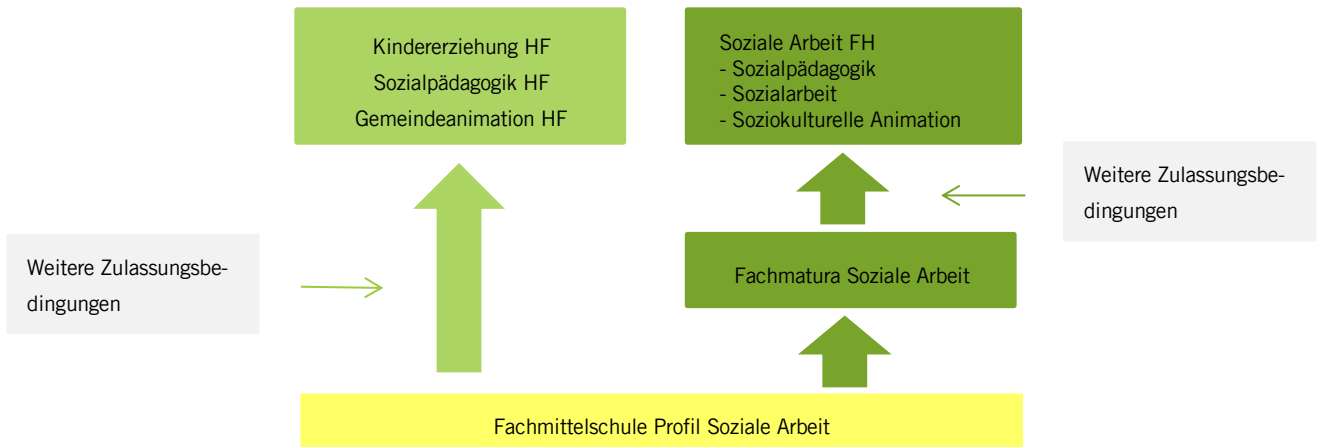 Kindererziehung HF
Sozialpädagogik HF
Gemeindeanimation HF
Soziale Arbeit FH
- Sozialpädagogik
- Sozialarbeit
- Soziokulturelle Animation
Weitere Zulassungsbe-
dingungen
Weitere Zulassungsbe-
dingungen
Fachmatura Soziale Arbeit
Fachmittelschule Profil Soziale Arbeit